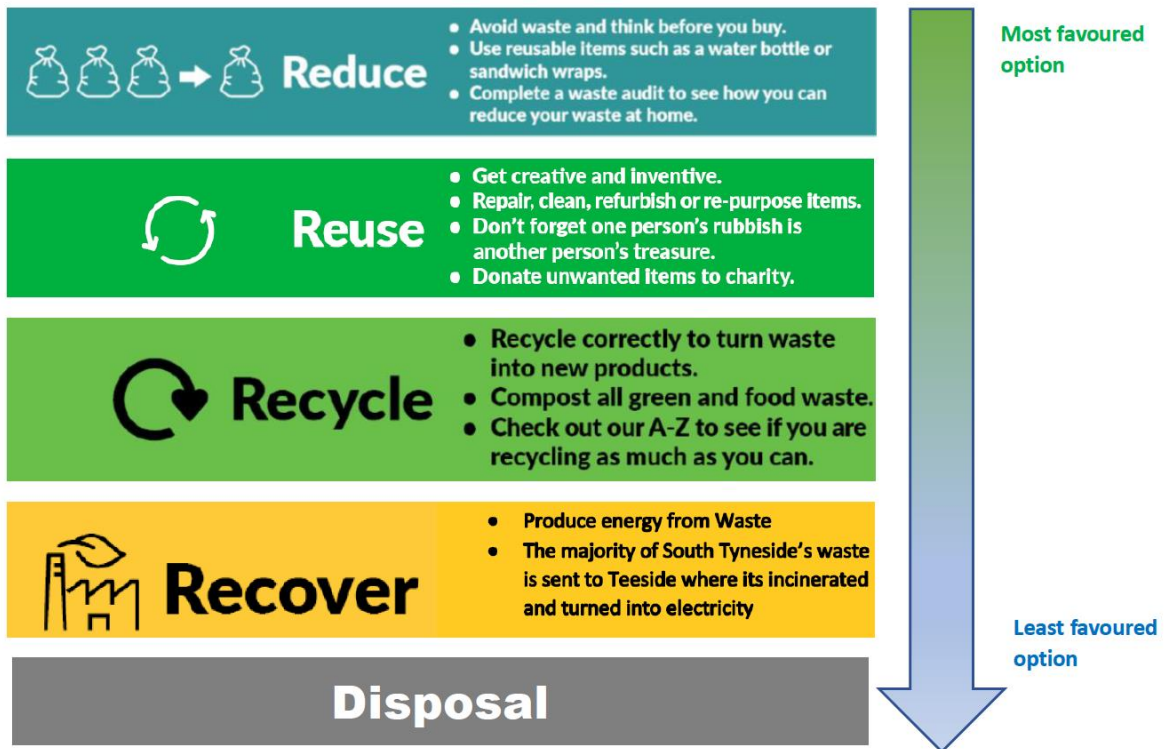 Reduce
• Avoid waste and think before you buy.
• Use reusable items such as a water bottle or
sandwich wraps.
• Complete a waste audit to see how you can
reduce your waste at home.
Most favoured
option
Reuse
• Get creative and inventive.
• Repair, clean, refurbish or re-purpose items.
• Don't forget one person's rubbish is
another person's treasure.
• Donate unwanted items to charity.
Recycle
• Recycle correctly to turn waste
into new products.
• Compost all green and food waste.
• Check out our A-Z to see if you are
recycling as much as you can.
Recover
• Produce energy from Waste
• The majority of South Tyneside's waste
is sent to Teeside where its incinerated
and turned into electricity
Least favoured
option
Disposal